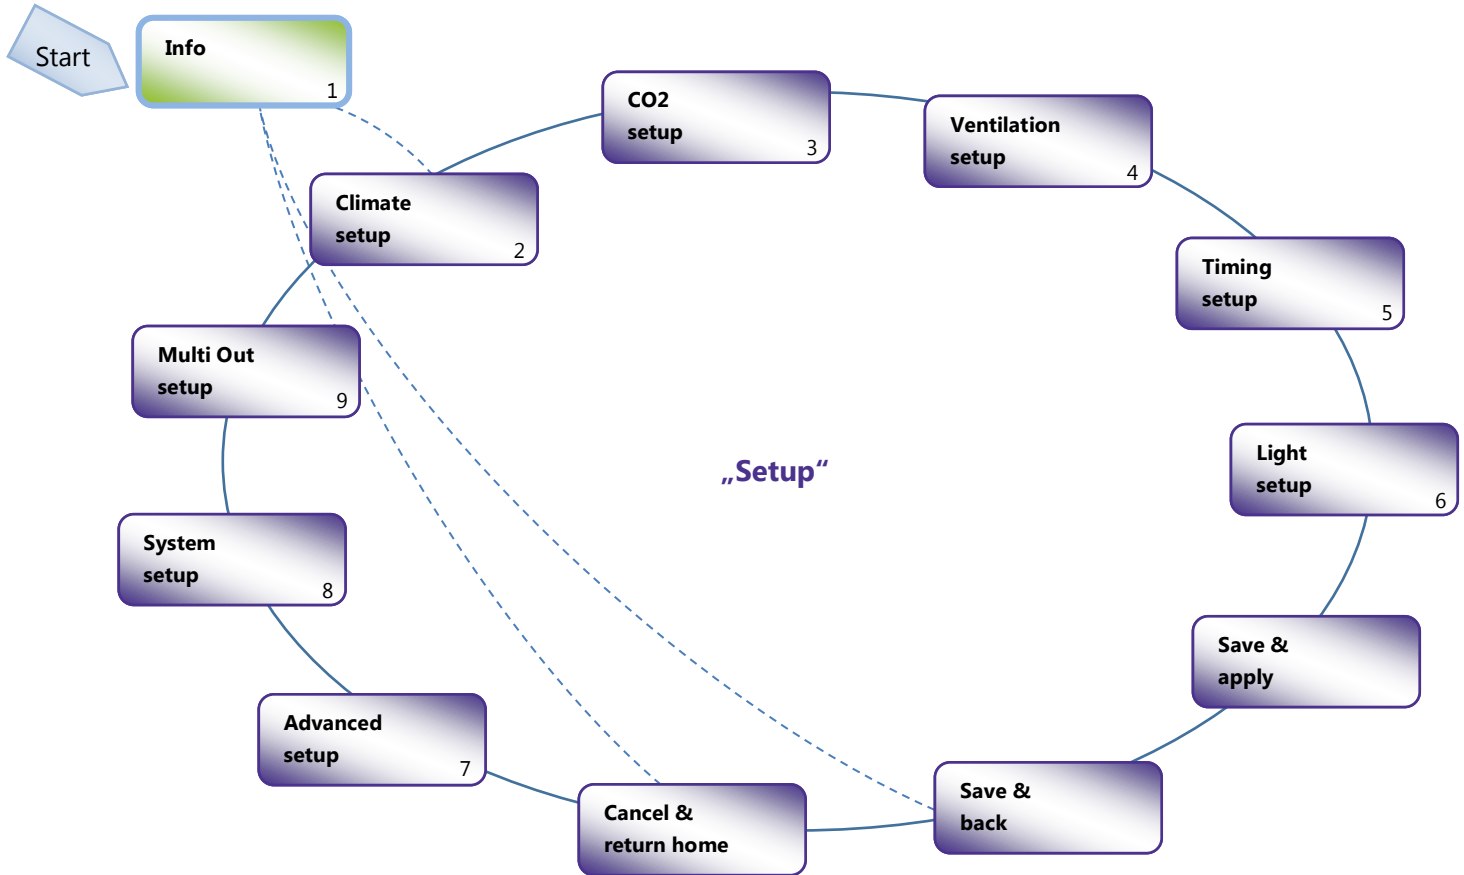 Start
Info
1
Climate
setup
2
CO2
setup
3
Ventilation
setup
4
Timing
setup
5
Light
setup
6
Save &
apply
Save &
back
Cancel &
return home
Advanced
setup
7
System
setup
8
Multi Out
setup
9
„Setup“